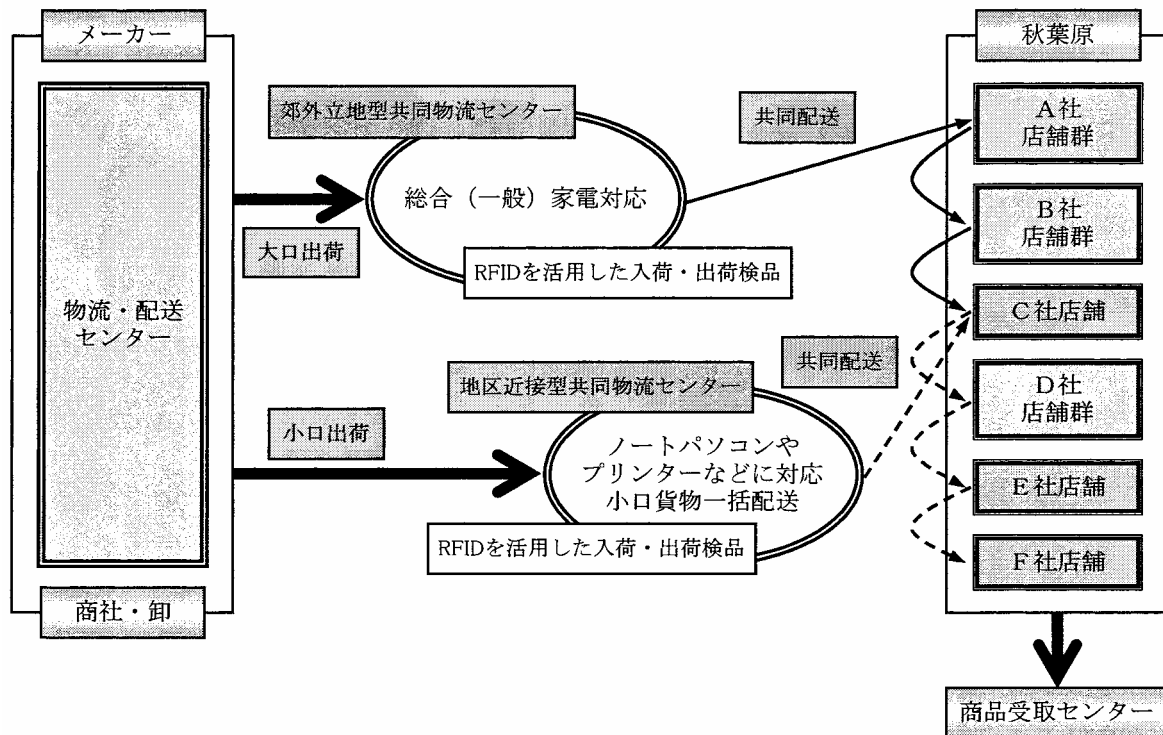 メーカー
物流・配送
センター
商社・卸
郊外立地型共同物流センター
総合（一般）家電対応
RFIDを活用した入荷・出荷検品
大口出荷
共同配送
小口出荷
地区近接型共同物流センター
ノートパソコンや
プリンターなどに対応
小口貨物一括配送
RFIDを活用した入荷・出荷検品
共同配送
秋葉原
A社
店舗群
B社
店舗群
C社店舗
D社
店舗群
E社店舗
F社店舗
商品受取センター